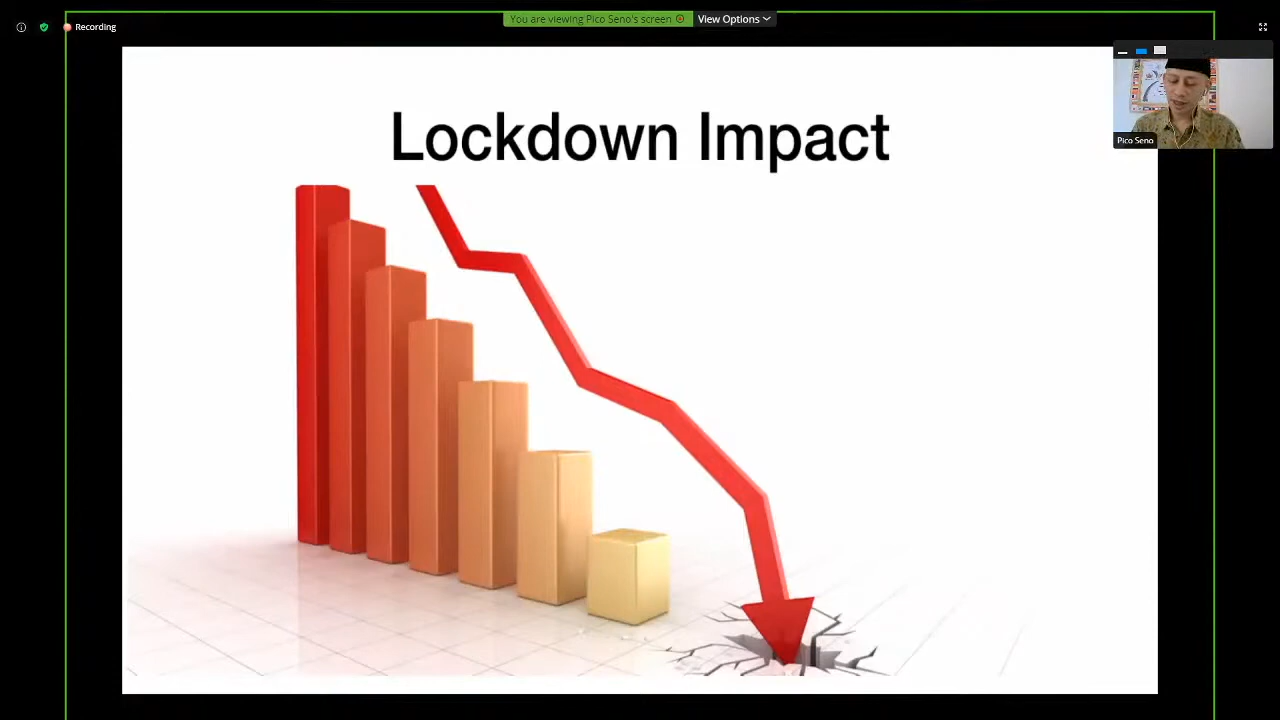 You are viewing Pico Seno's screen
View Options
Recording
Lockdown Impact
Pico Seno